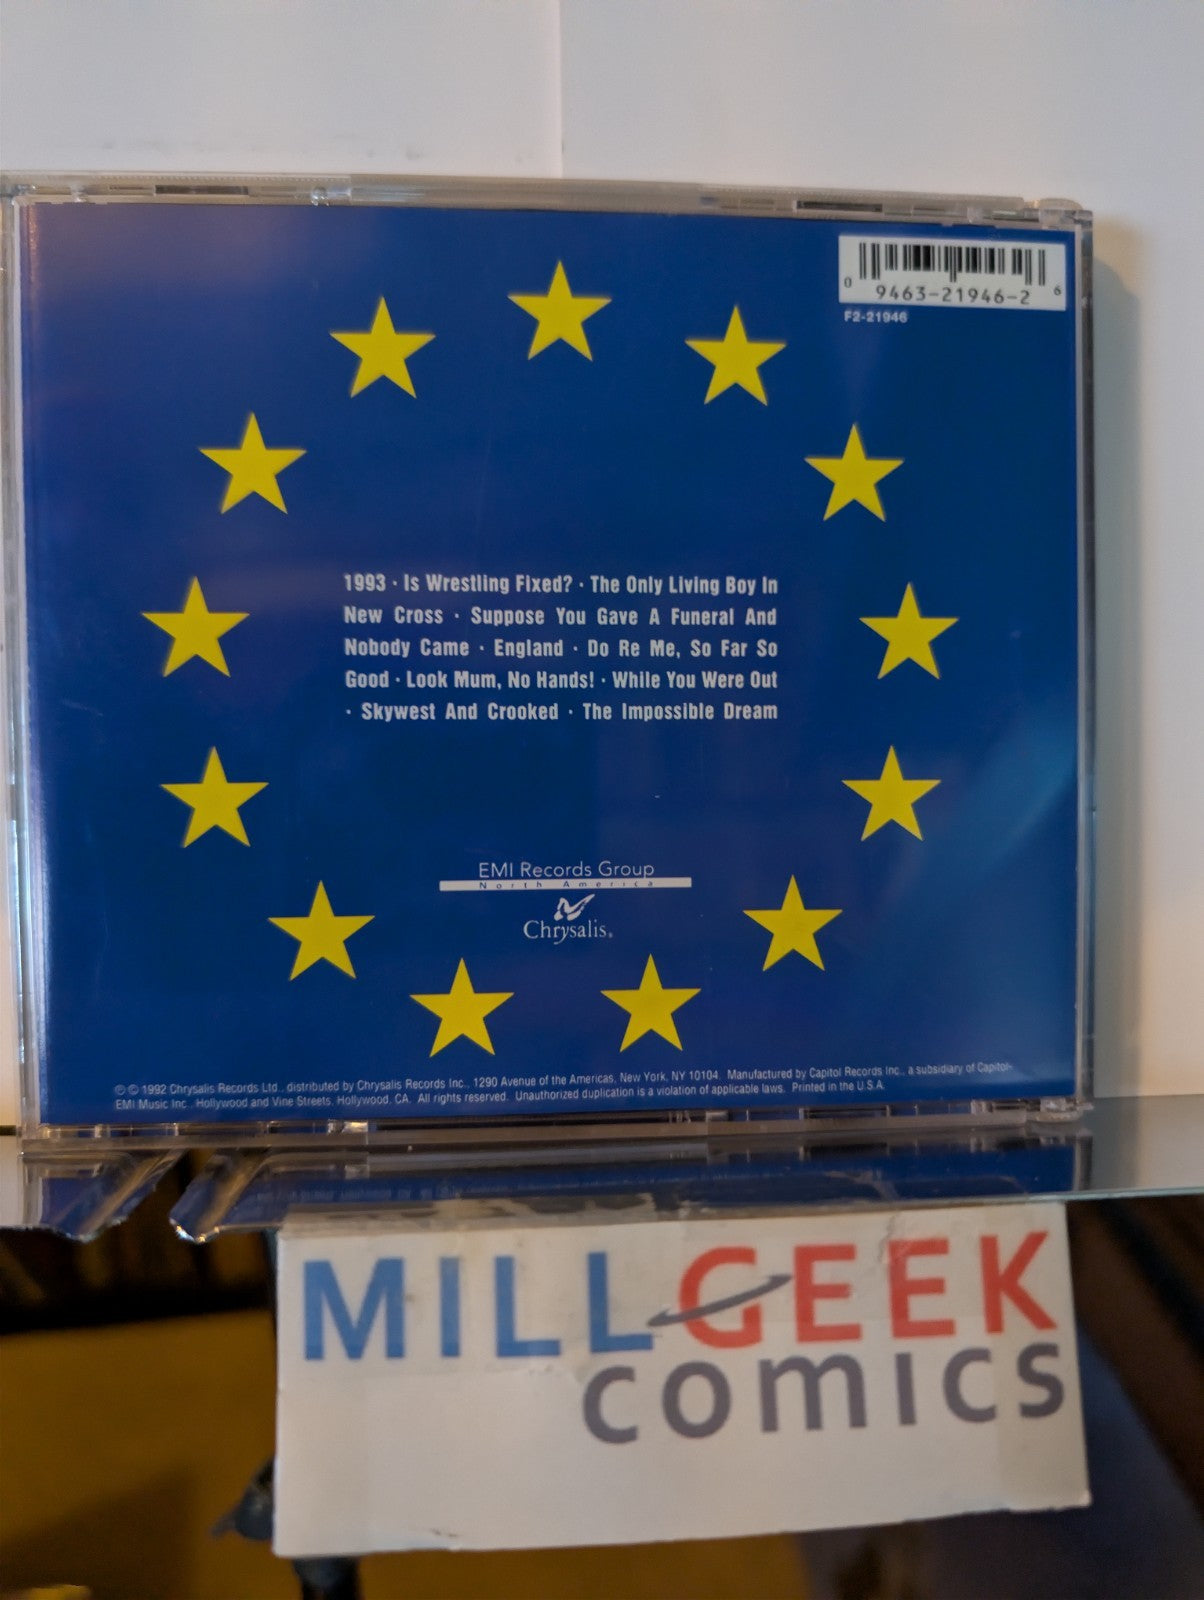 0 9463-21946-2 6
F2-21946
1993 · Is Wrestling Fixed? · The Only Living Boy In
New Cross · Suppose You Gave A Funeral And
Nobody Came · England · Do Re Me, So Far So
Good · Look Mum, No Hands! · While You Were Out
· Skywest And Crooked · The Impossible Dream
EMI Records Group
North America
Chrysalis®
℗ © 1992 Chrysalis Records Ltd., distributed by Chrysalis Records Inc., 1290 Avenue of the Americas, New York, NY 10104. Manufactured by Capitol Records Inc., a subsidiary of Capitol-
EMI Music Inc., Hollywood and Vine Streets, Hollywood, CA. All rights reserved. Unauthorized duplication is a violation of applicable laws. Printed in the U.S.A.
MILL GEEK
comics